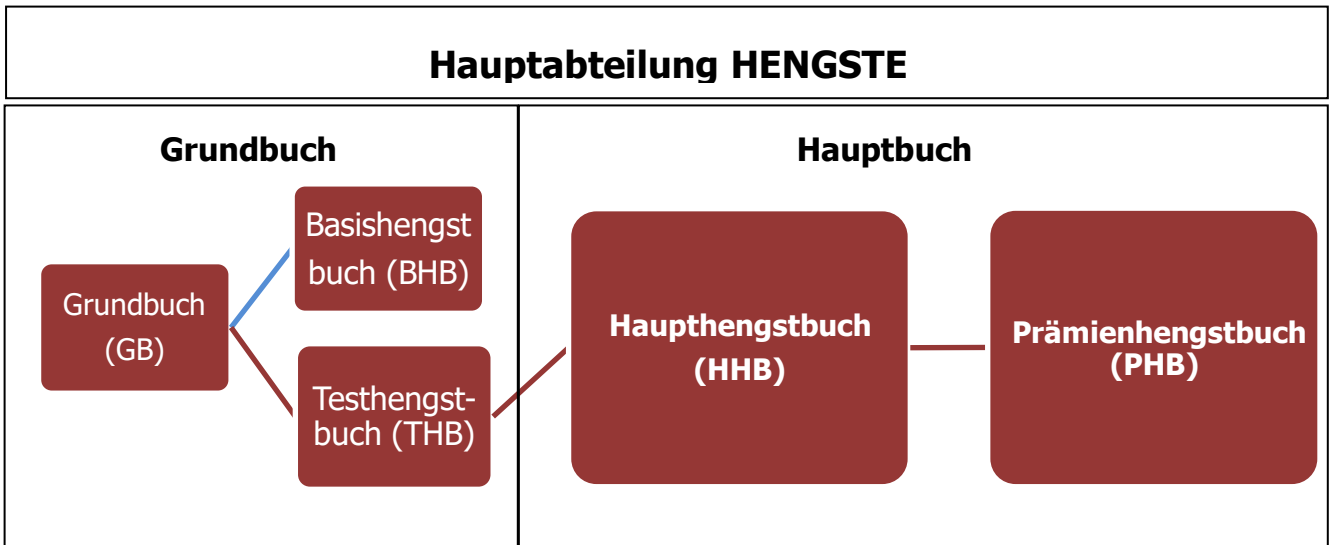 Hauptabteilung HENGSTE
Grundbuch
Hauptbuch
Grundbuch
(GB)
Basishengst
buch (BHB)
Testhengst-
buch (THB)
Haupthengstbuch
(HHB)
Prämienhengstbuch
(PHB)